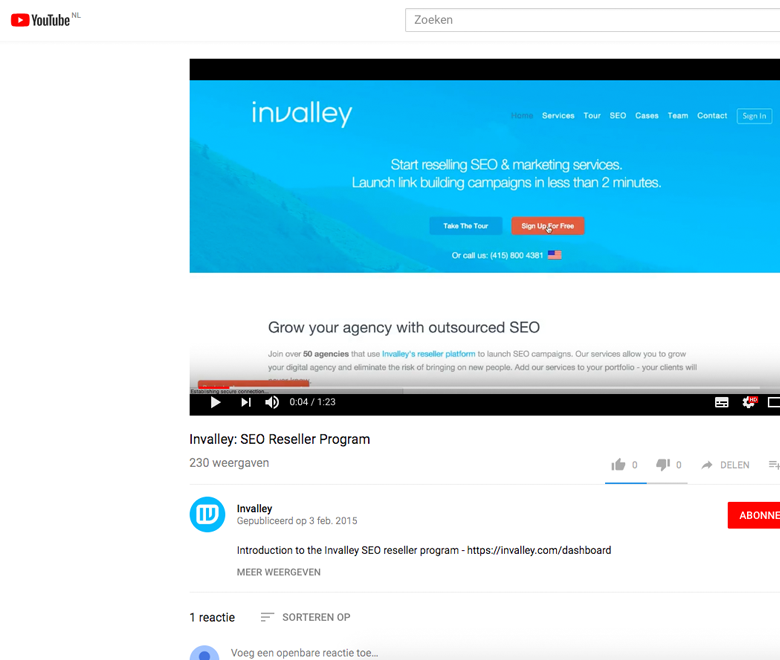 YouTube NL
Zoeken
invalley
Home Services Tour SEO Cases Team Contact Sign In
Start reselling SEO & marketing services.
Launch link building campaigns in less than 2 minutes.
Take The Tour Sign Up For Free
Or call us: (415) 800 4381
Grow your agency with outsourced SEO
Join over 50 agencies that use Invalley's reseller platform to launch SEO campaigns. Our services allow you to grow
your digital agency and eliminate the risk of bringing on new people. Add our services to your portfolio - your clients will
Establishing secure connection...
0:04 / 1:23
HD
Invalley: SEO Reseller Program
230 weergaven
0 0 DELEN
Invalley
Gepubliceerd op 3 feb. 2015
ABONNE
Introduction to the Invalley SEO reseller program - https://invalley.com/dashboard
MEER WEERGEVEN
1 reactie SORTEREN OP
Voeg een openbare reactie toe...